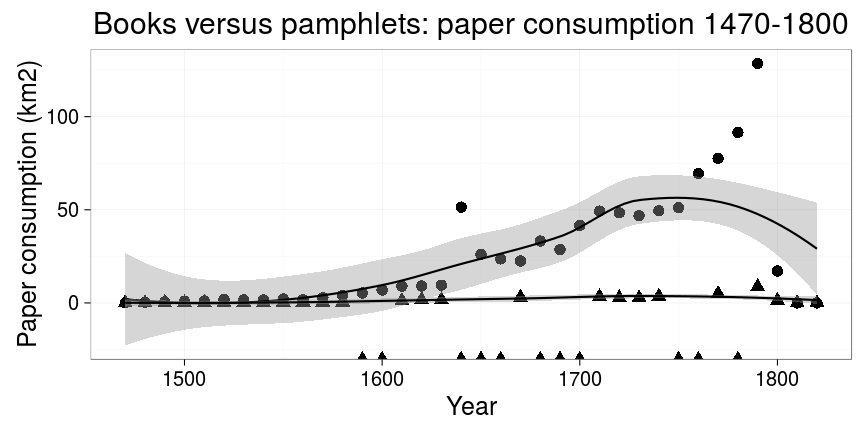 Books versus pamphlets: paper consumption 1470-1800
Paper consumption (km2)
100
50
0
1500 1600 1700 1800
Year